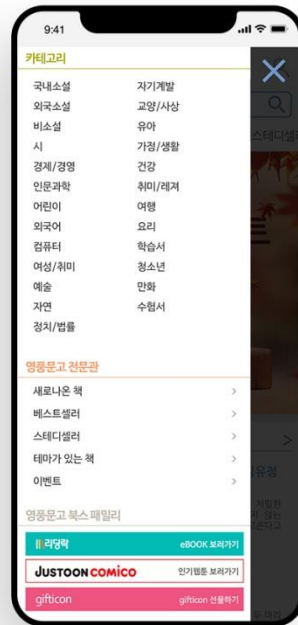 9:41
카테고리
국내소설 자기계발
외국소설 교양/사상
비소설 유아
시 가정/생활
경제/경영 건강
인문과학 취미/레져
어린이 여행
외국어 요리
컴퓨터 학습서
여성/취미 청소년
예술 만화
자연 수험서
정치/법률
영풍문고 전문관
새로나온 책
베스트셀러
스테디셀러
테마가 있는 책
이벤트
영풍문고 북스 패밀리
리딩락 eBOOK 보러가기
JUSTOON COMICO 인기웹툰 보러가기
gifticon gifticon 선물하기
스테디셀
트
유정